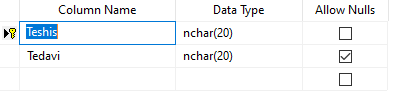 Column Name Data Type Allow Nulls
Teshis nchar(20)
Tedavi nchar(20)